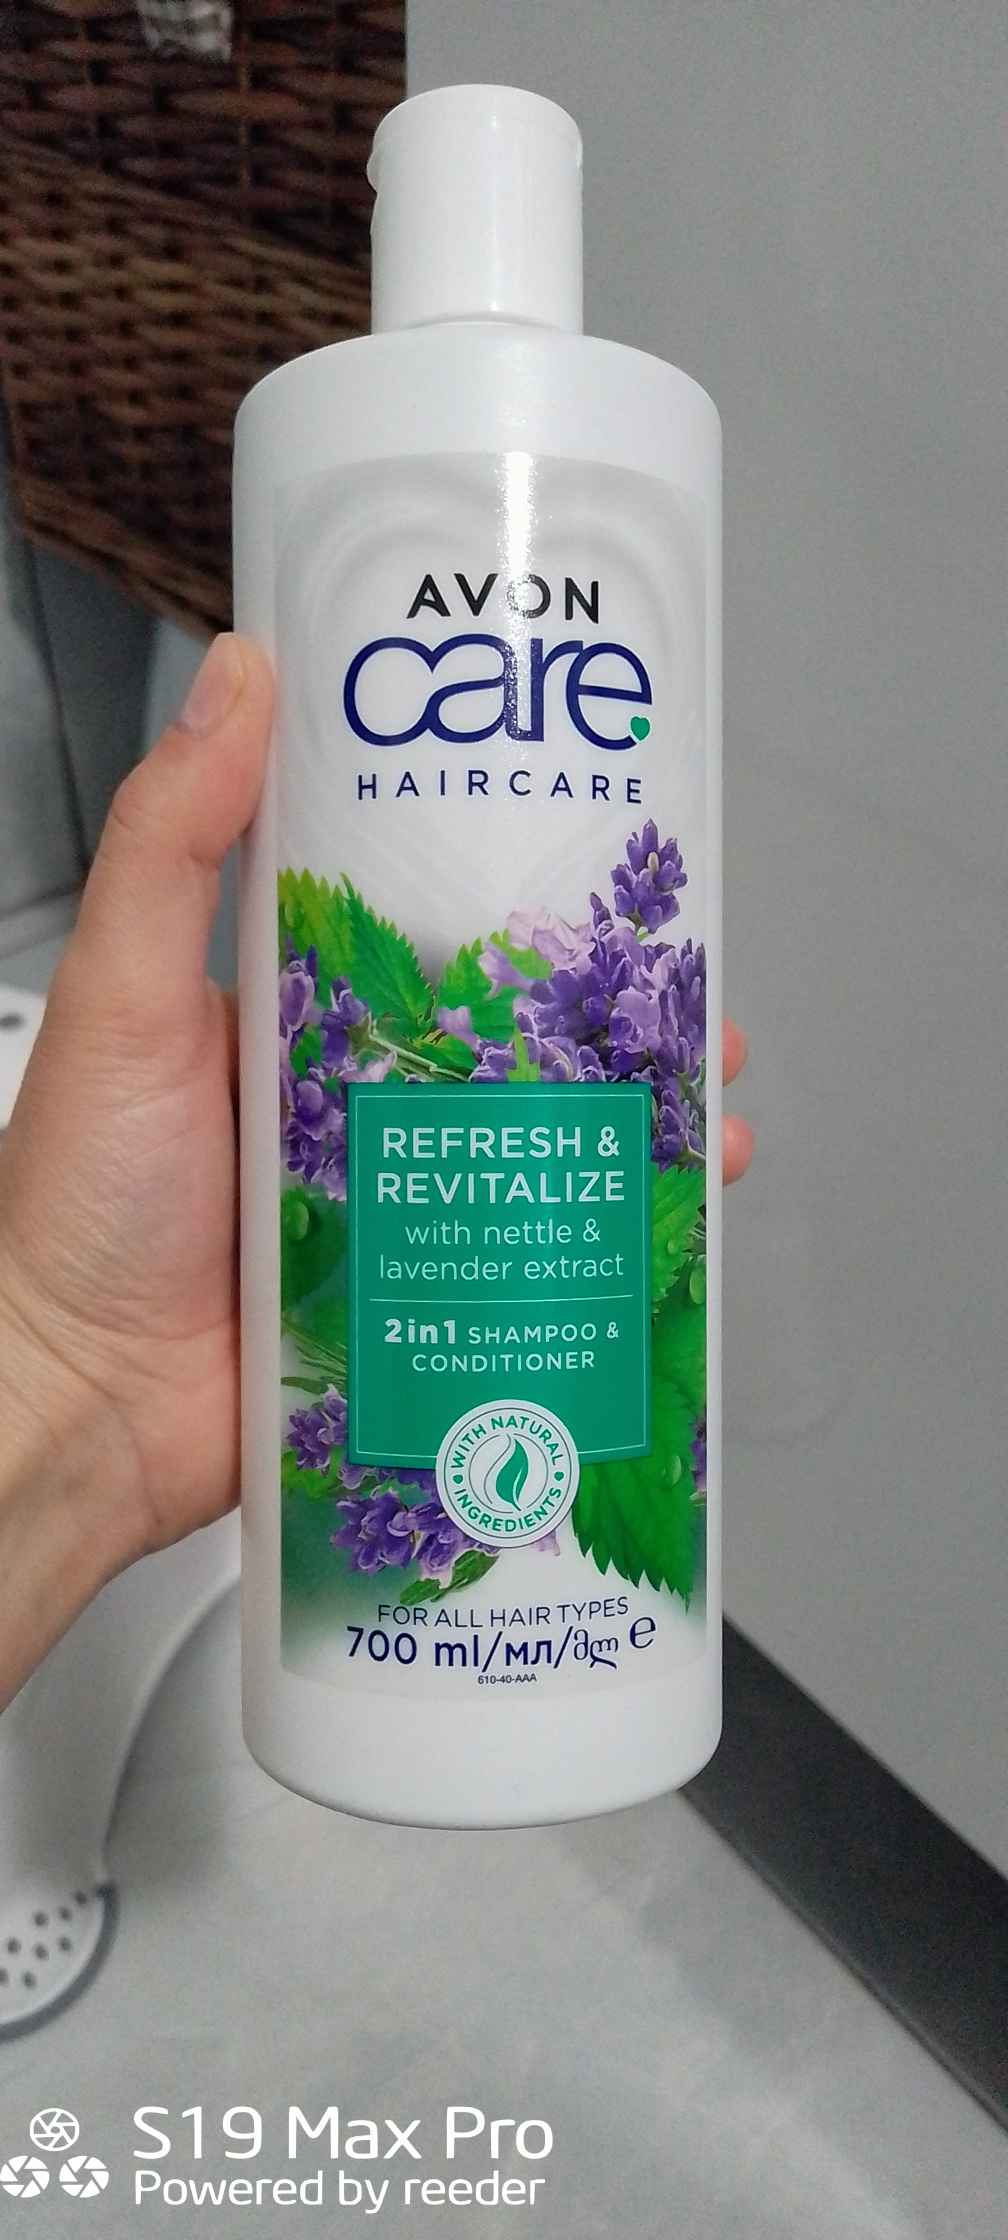 AVON
care
HAIRCARE
REFRESH &
REVITALIZE
with nettle &
lavender extract
2in1 SHAMPOO &
CONDITIONER
WITH NATURAL
INGREDIENTS
FOR ALL HAIR TYPES
700 ml/мл/მლ e
610-40-AAA
S19 Max Pro
Powered by reeder